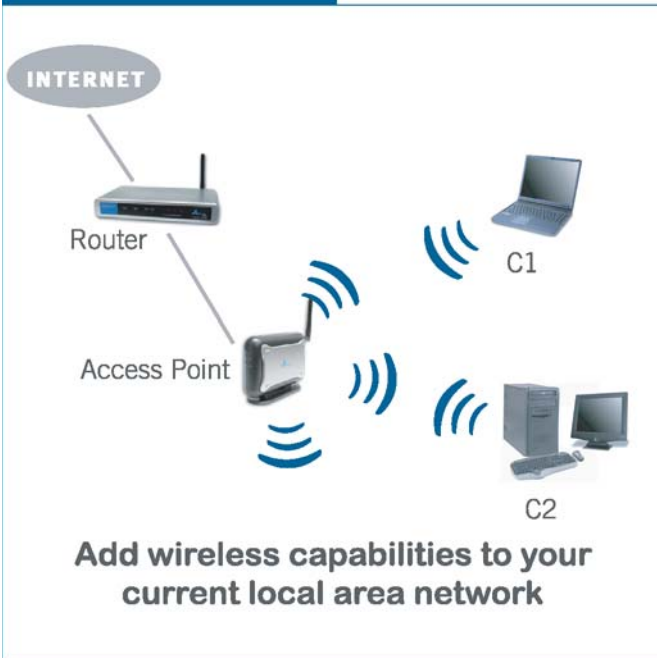 INTERNET
Router
C1
Access Point
C2
Add wireless capabilities to your
current local area network